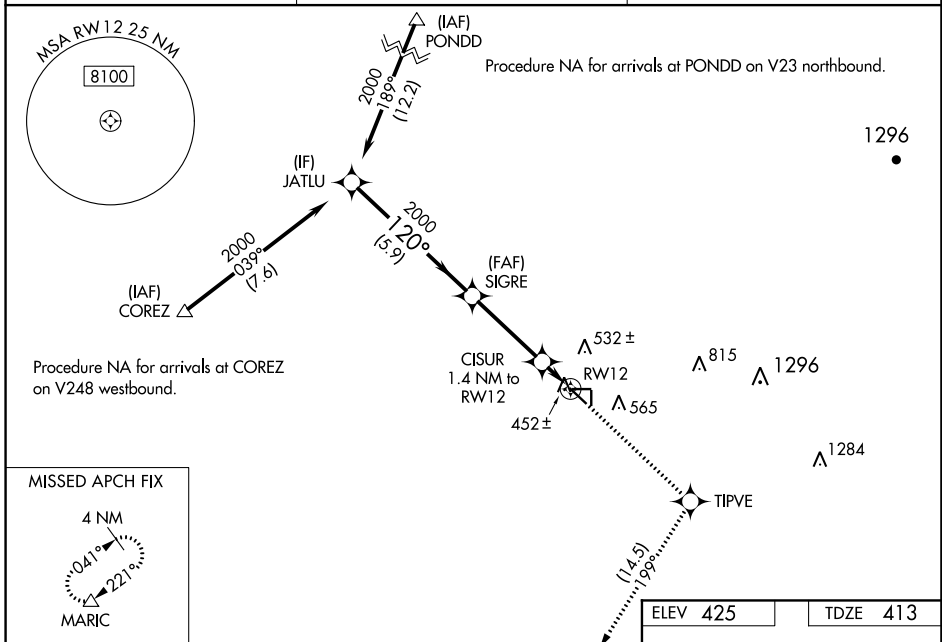 MSA RW12 25 NM
8100
(IAF)
PONDD
2000
189°
(12.2)
Procedure NA for arrivals at PONDD on V23 northbound.
1296
(IF)
JATLU
2000
120°
(5.9)
2000
039°
(7.6)
(IAF)
COREZ
(FAF)
SIGRE
Procedure NA for arrivals at COREZ
on V248 westbound.
CISUR
1.4 NM to
RW12
532 ±
RW12
815
1296
452 ±
565
1284
TIPVE
(14.5)
199°
MISSED APCH FIX
4 NM
041°
221°
MARIC
ELEV 425
TDZE 413